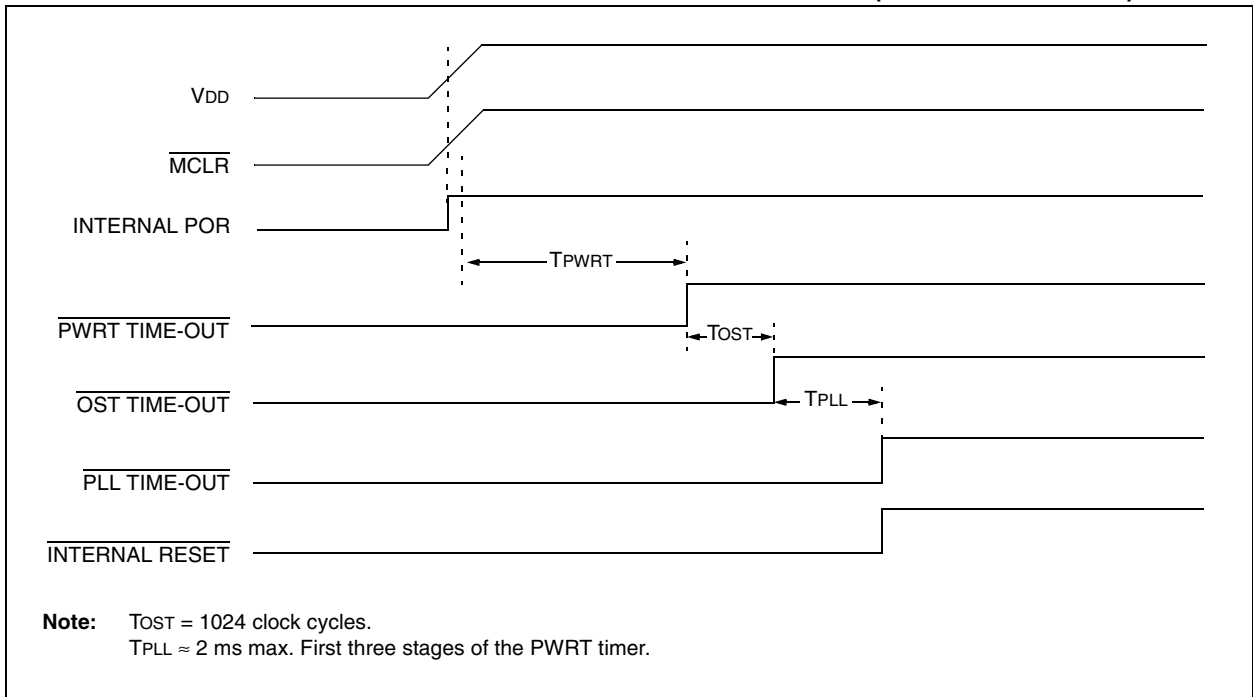 VDD
MCLR
INTERNAL POR
TPWRT
PWRT TIME-OUT
TOST
OST TIME-OUT
TPLL
PLL TIME-OUT
INTERNAL RESET
Note: TOST = 1024 clock cycles.
TPLL ≈ 2 ms max. First three stages of the PWRT timer.